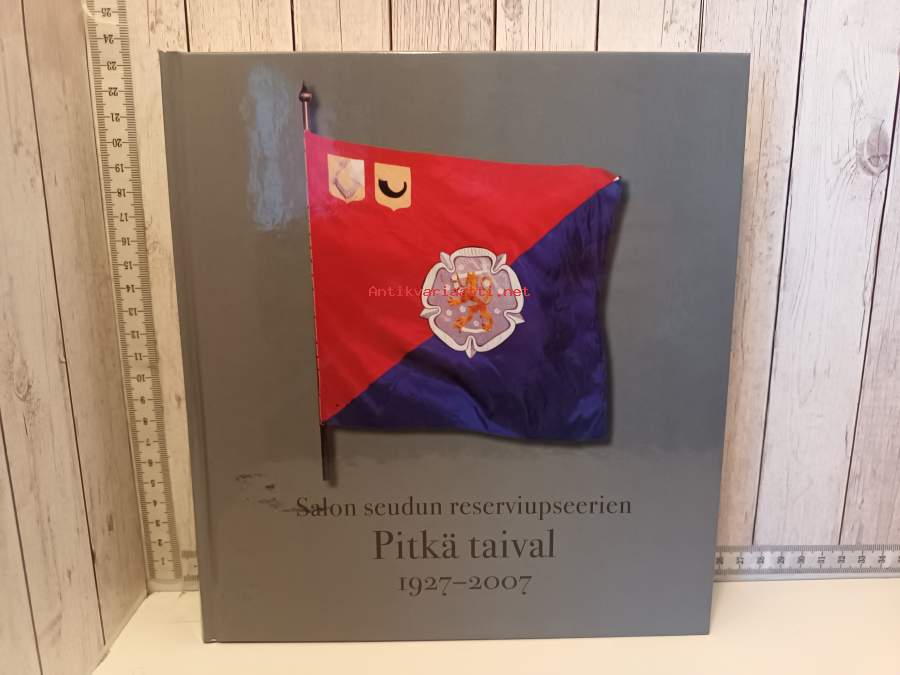 Antikvariaatti.net
Salon seudun reserviupseerien
Pitkä taival
1927–2007